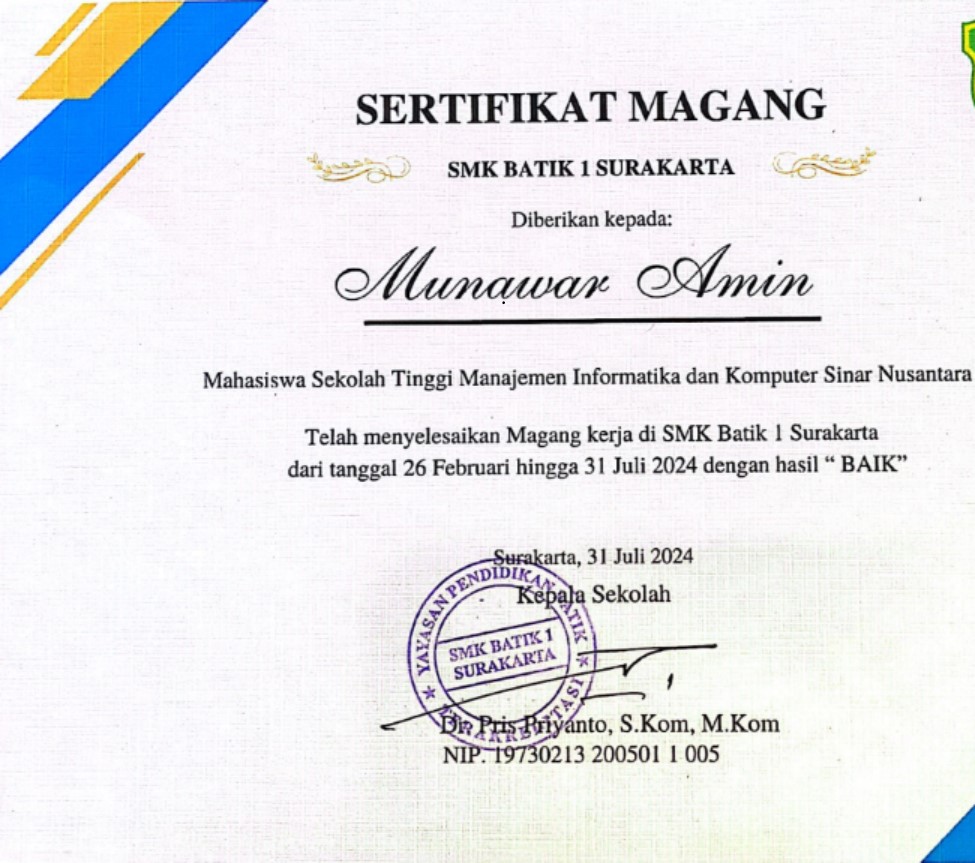 SERTIFIKAT MAGANG
SMK BATIK 1 SURAKARTA
Diberikan kepada:
Munawar Amin
Mahasiswa Sekolah Tinggi Manajemen Informatika dan Komputer Sinar Nusantara
Telah menyelesaikan Magang kerja di SMK Batik 1 Surakarta
dari tanggal 26 Februari hingga 31 Juli 2024 dengan hasil “ BAIK”
Surakarta, 31 Juli 2024
Kepala Sekolah
YAYASAN PENDIDIKAN BATIK
SMK BATIK 1
SURAKARTA
TERAKREDITASI
Dr. Pris Priyanto, S.Kom, M.Kom
NIP. 19730213 200501 1 005